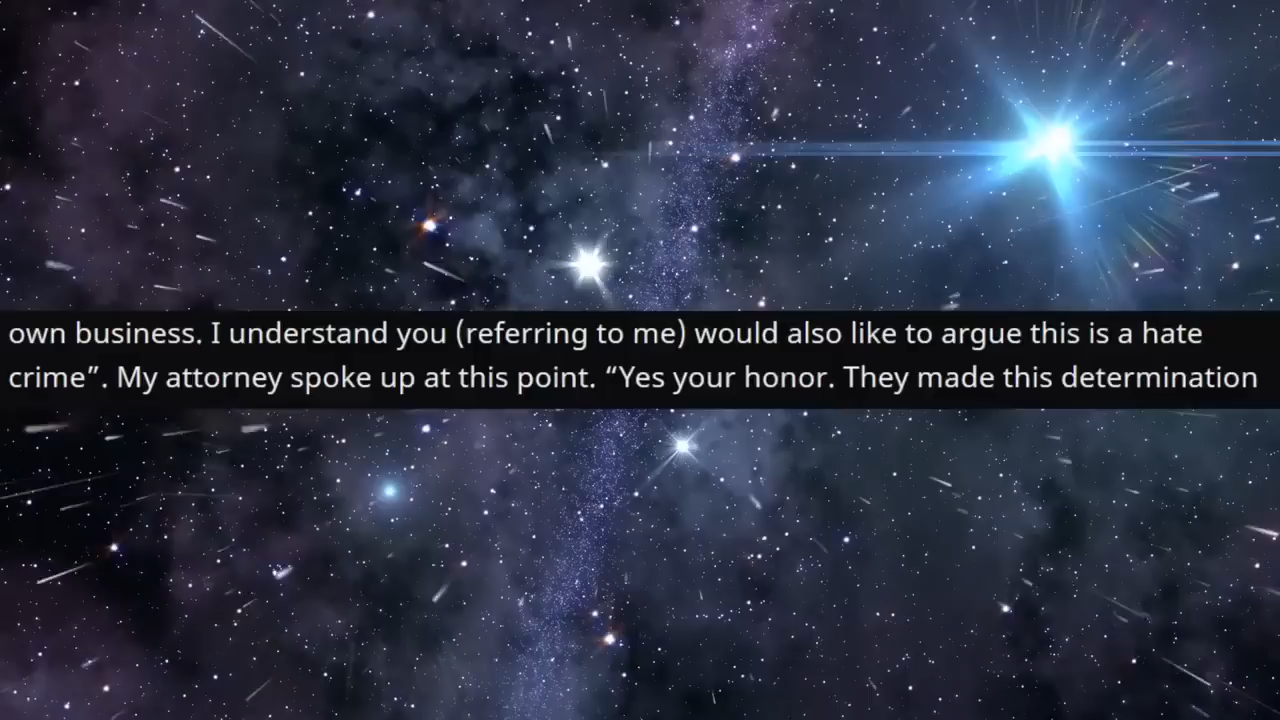 own business. I understand you (referring to me) would also like to argue this is a hate
crime”. My attorney spoke up at this point. “Yes your honor. They made this determination